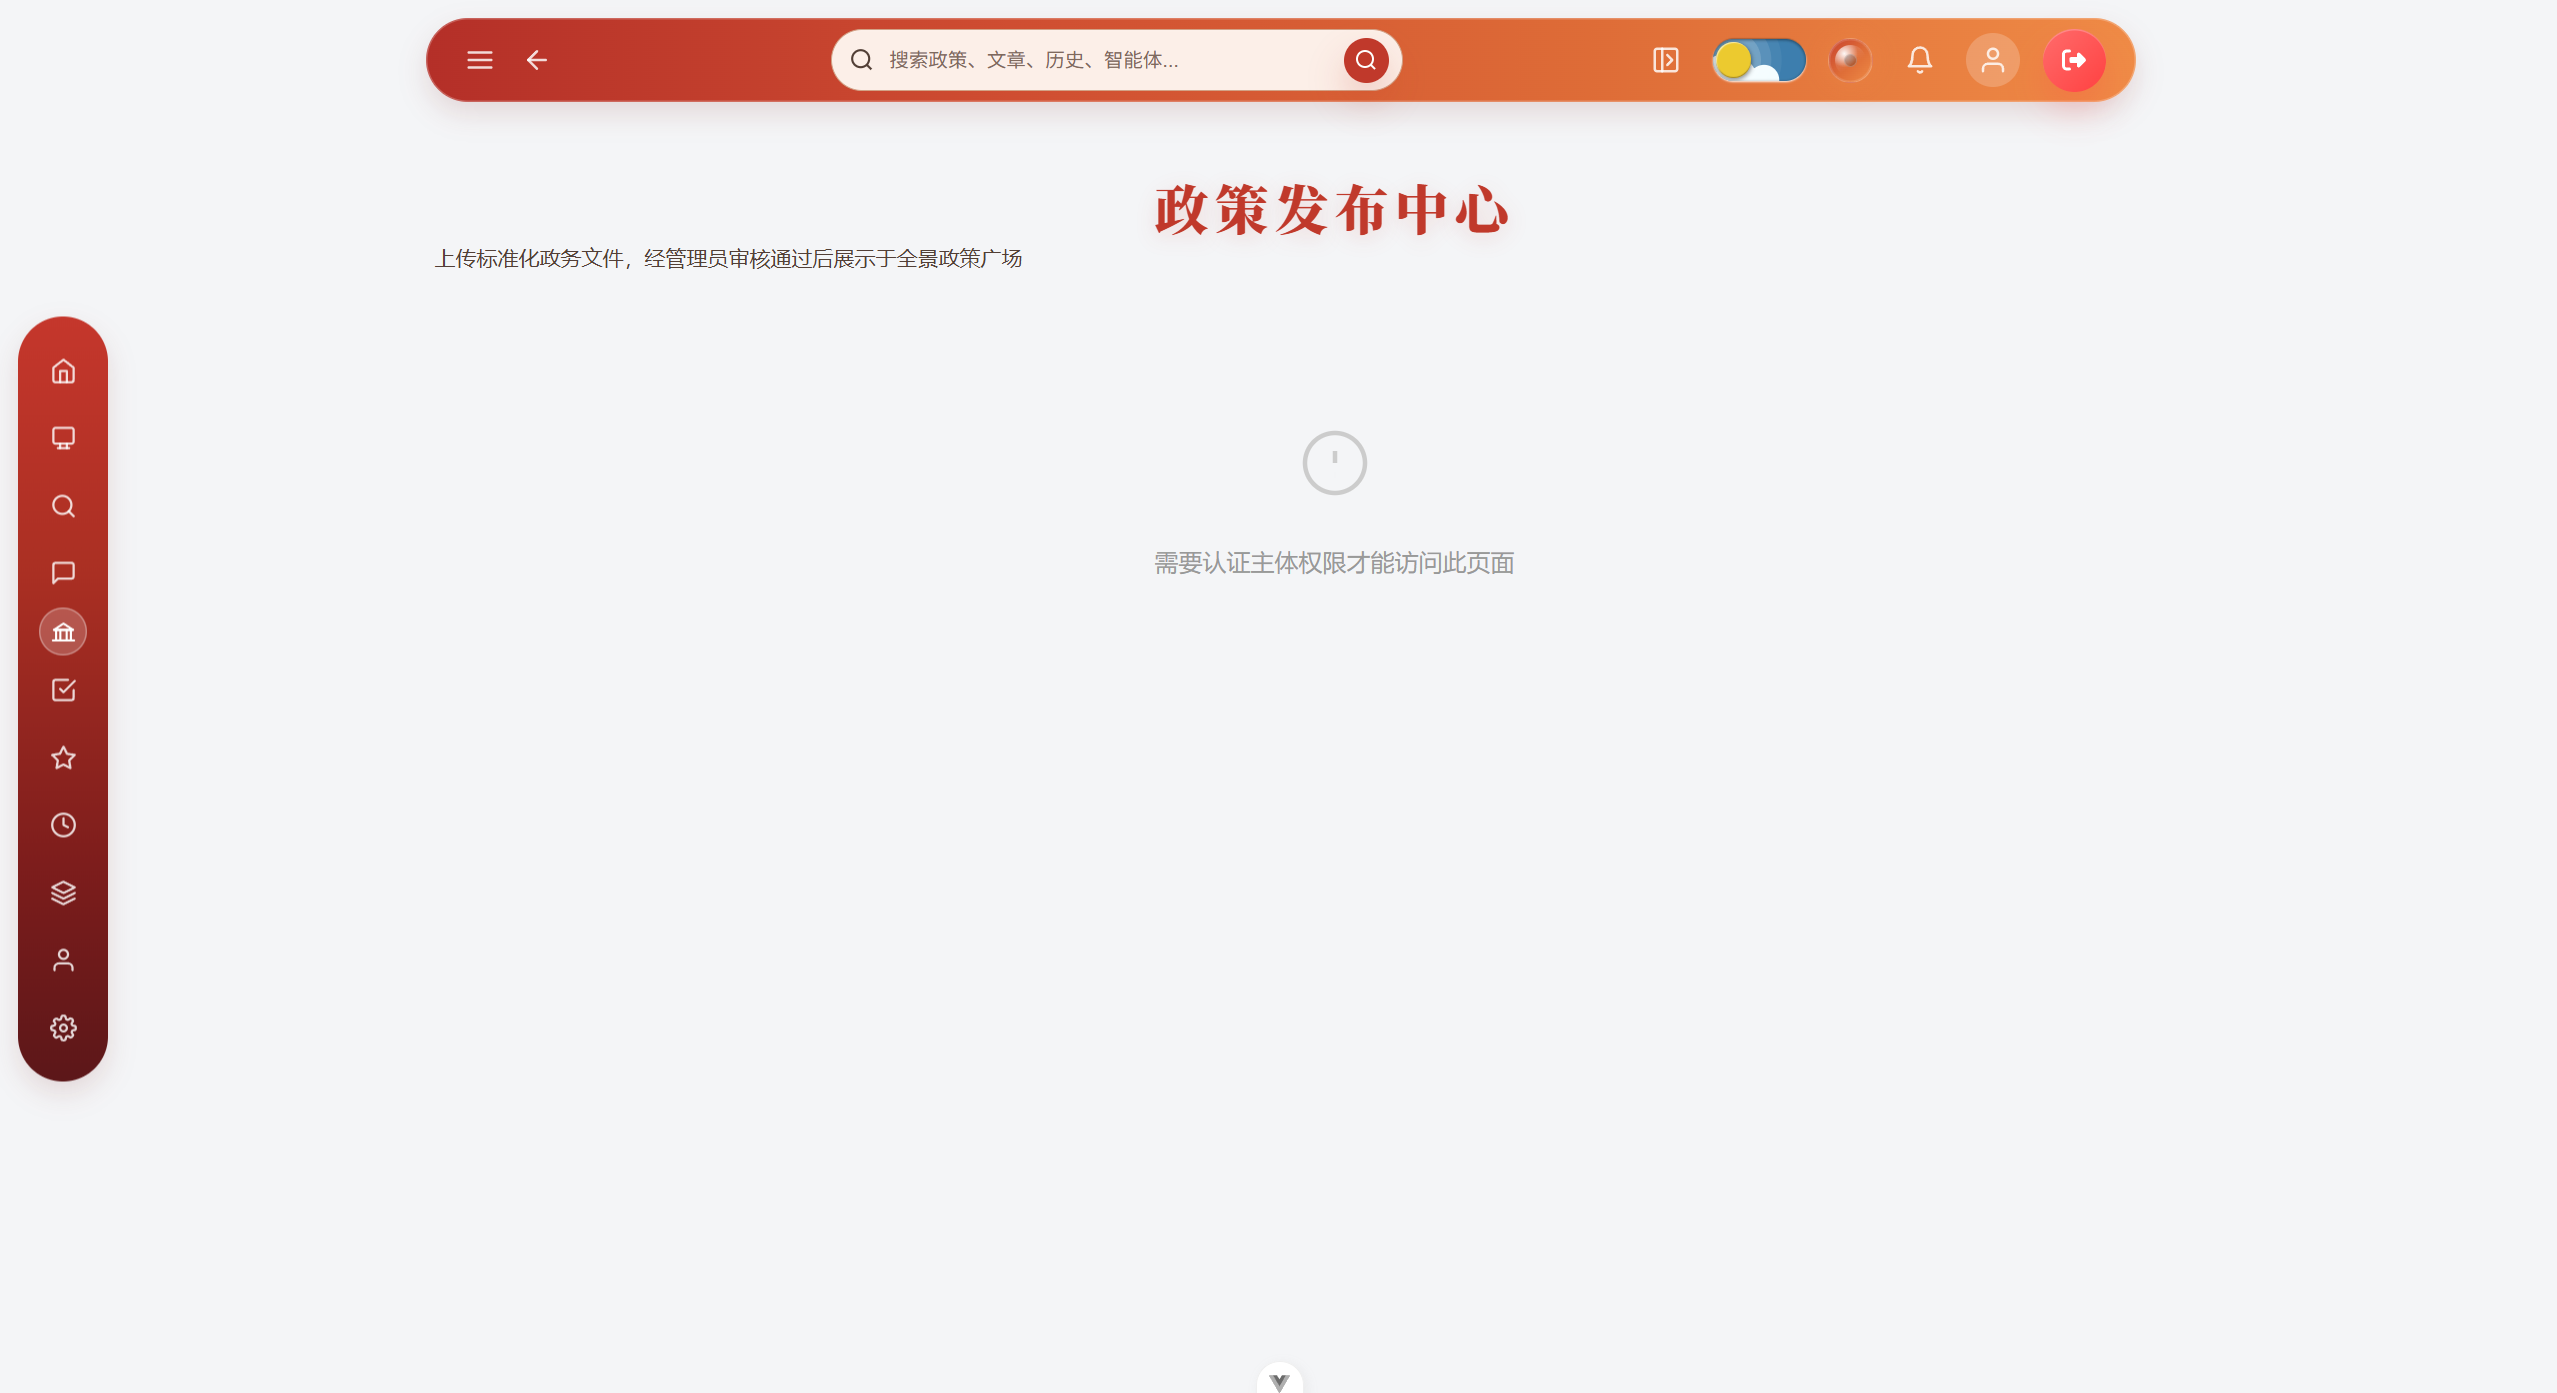 搜索政策、文章、历史、智能体...
政策发布中心
上传标准化政务文件，经管理员审核通过后展示于全景政策广场
需要认证主体权限才能访问此页面